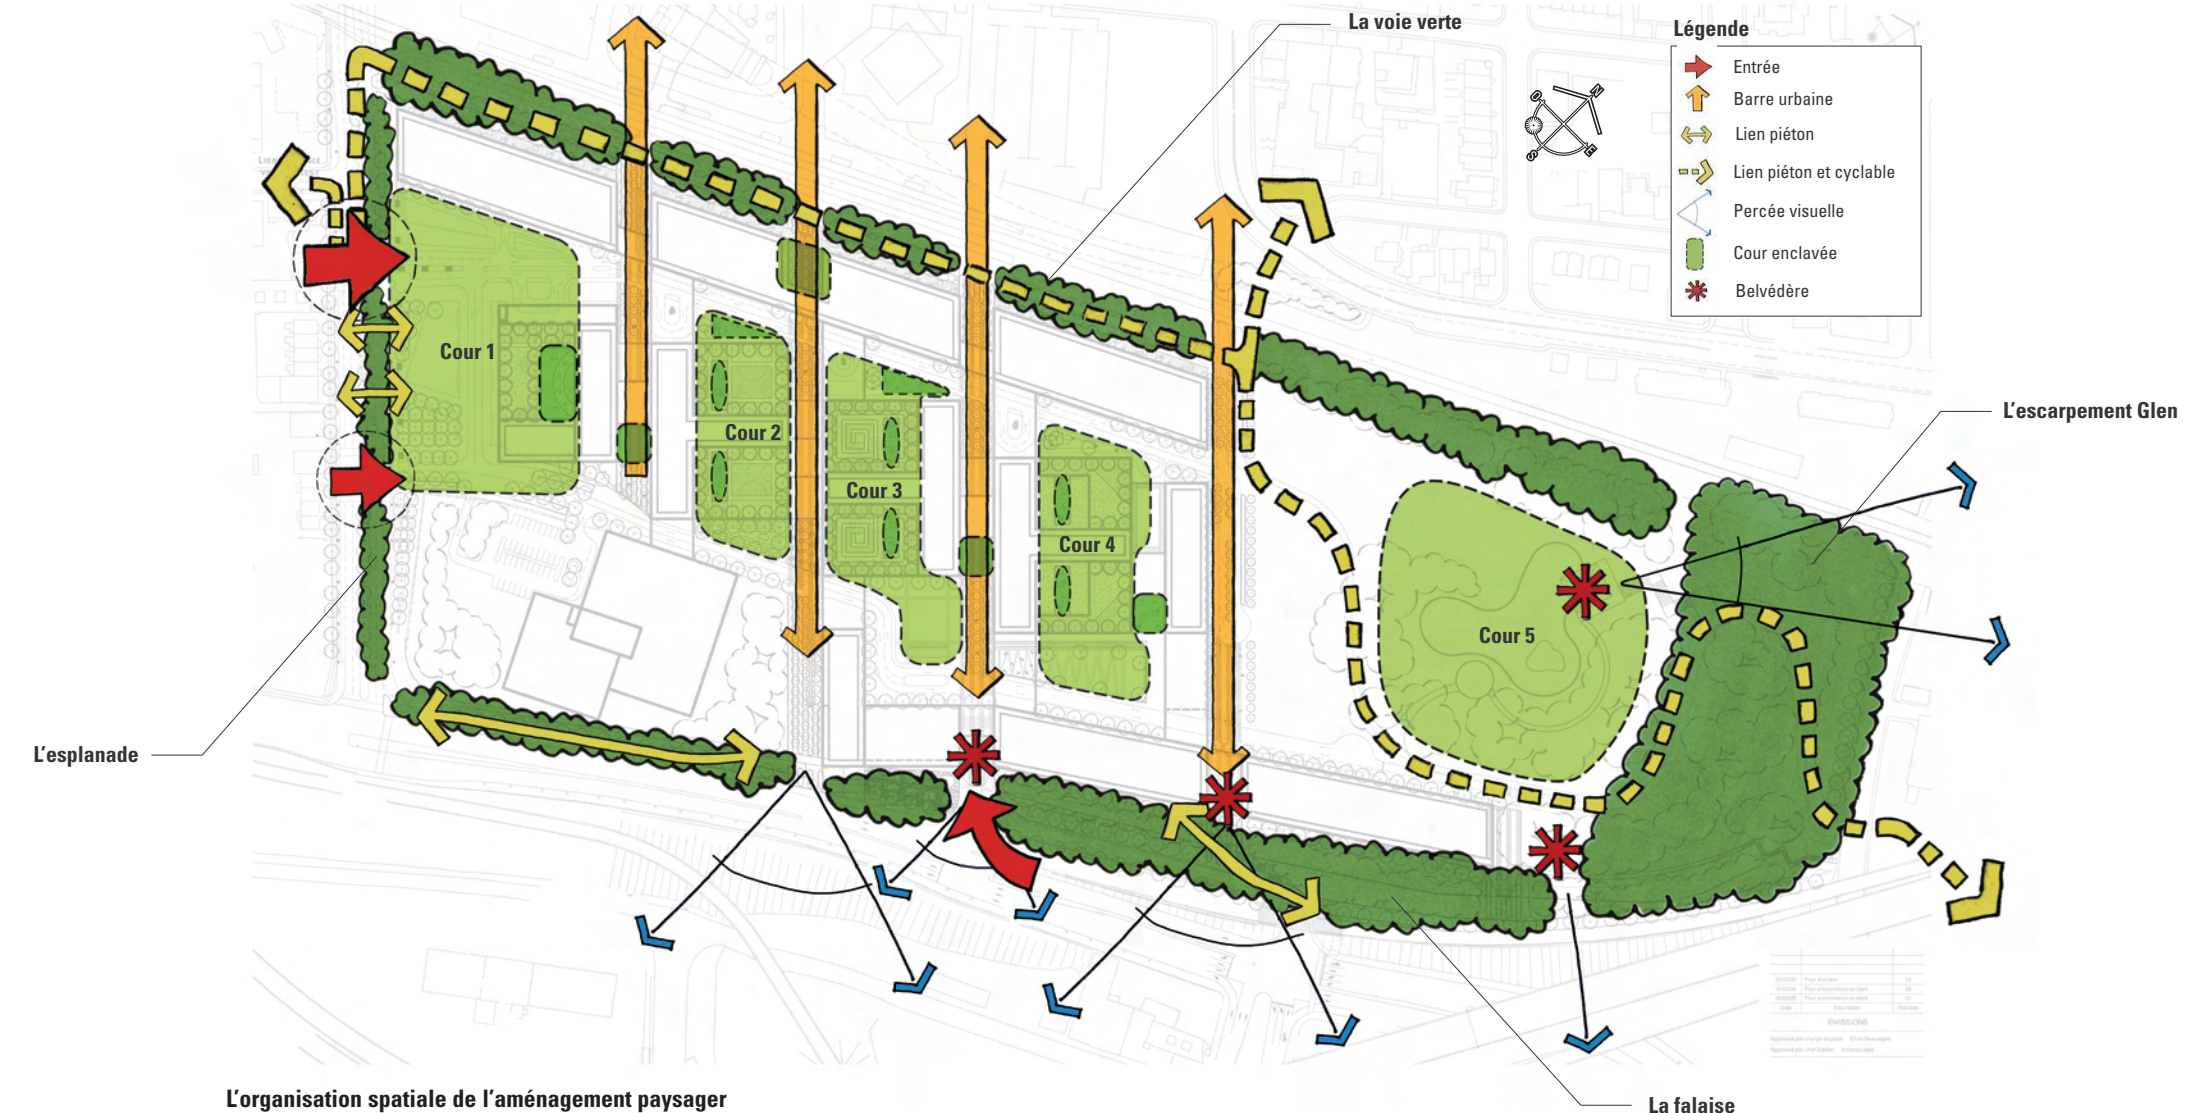 La voie verte
Légende
Entrée
Barre urbaine
Lien piéton
Lien piéton et cyclable
Percée visuelle
Cour enclavée
Belvédère
N
O
S
E
L'escarpement Glen
Cour 1
Cour 2
Cour 3
Cour 4
Cour 5
L'esplanade
ÉMISSIONS
L'organisation spatiale de l'aménagement paysager
La falaise